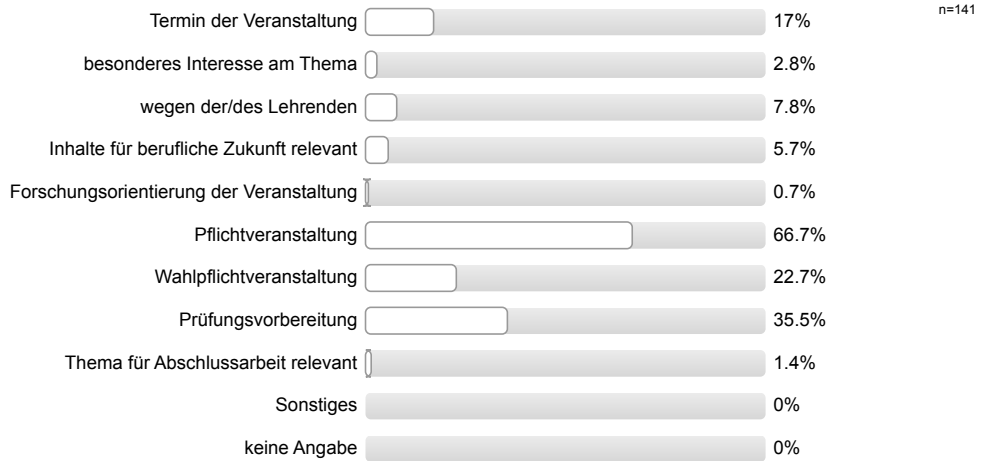 n=141
Termin der Veranstaltung 17%
besonderes Interesse am Thema 2.8%
wegen der/des Lehrenden 7.8%
Inhalte für berufliche Zukunft relevant 5.7%
Forschungsorientierung der Veranstaltung 0.7%
Pflichtveranstaltung 66.7%
Wahlpflichtveranstaltung 22.7%
Prüfungsvorbereitung 35.5%
Thema für Abschlussarbeit relevant 1.4%
Sonstiges 0%
keine Angabe 0%